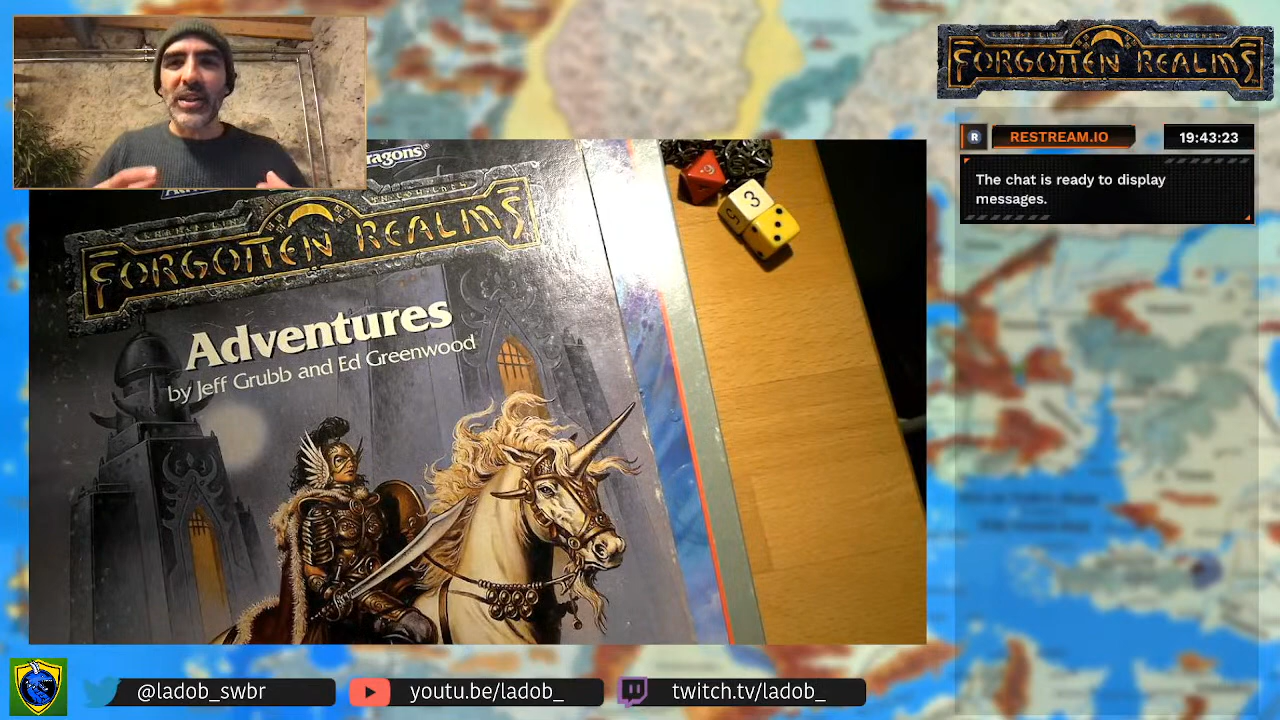 FORGOTTEN REALMS
R
RESTREAM.IO
19:43:23
The chat is ready to display
messages.
ragons®
FORGOTTEN REALMS
Adventures
by Jeff Grubb and Ed Greenwood
3
5
@ladob_swbr
youtu.be/ladob_
twitch.tv/ladob_